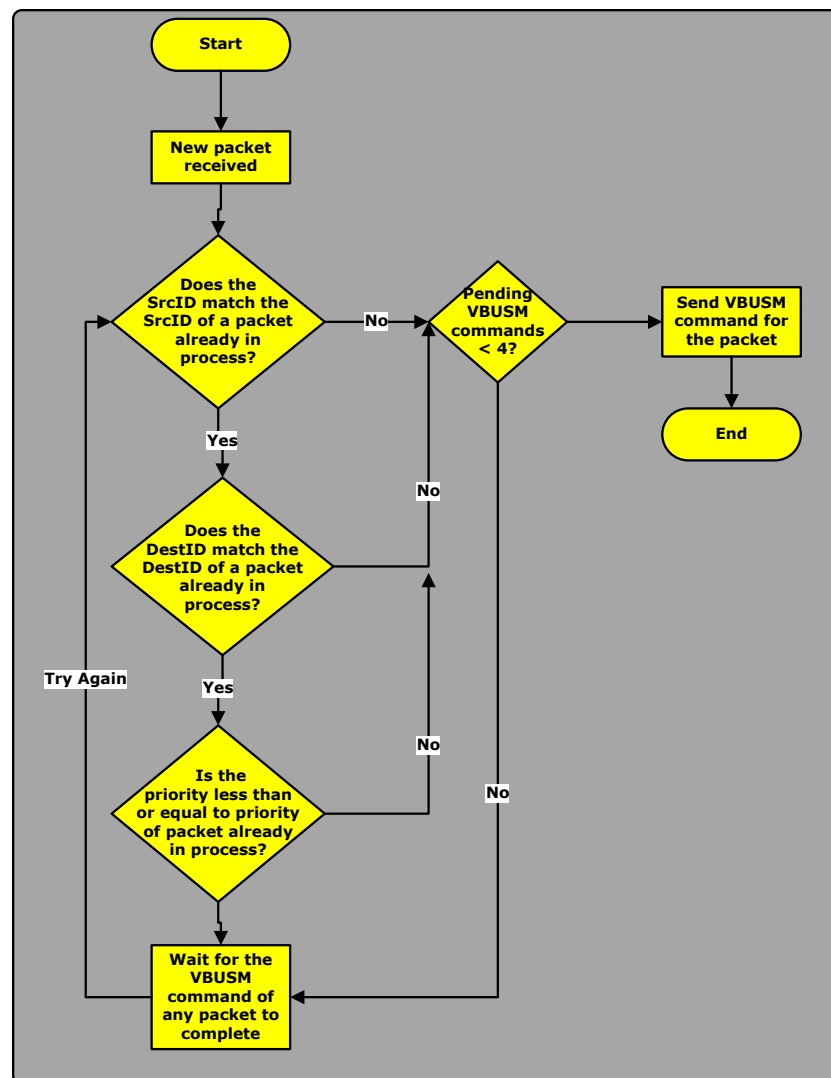 Start
New packet
received
Does the
SrcID match the
SrcID of a packet
already in
process?
No
Pending
VBUSM
commands
< 4?
Send VBUSM
command for
the packet
End
Yes
No
Does the
DestID match the
DestID of a packet
already in
process?
Try Again
Yes
No
Is the
priority less than
or equal to priority
of packet already
in process?
No
Wait for the
VBUSM
command of
any packet to
complete